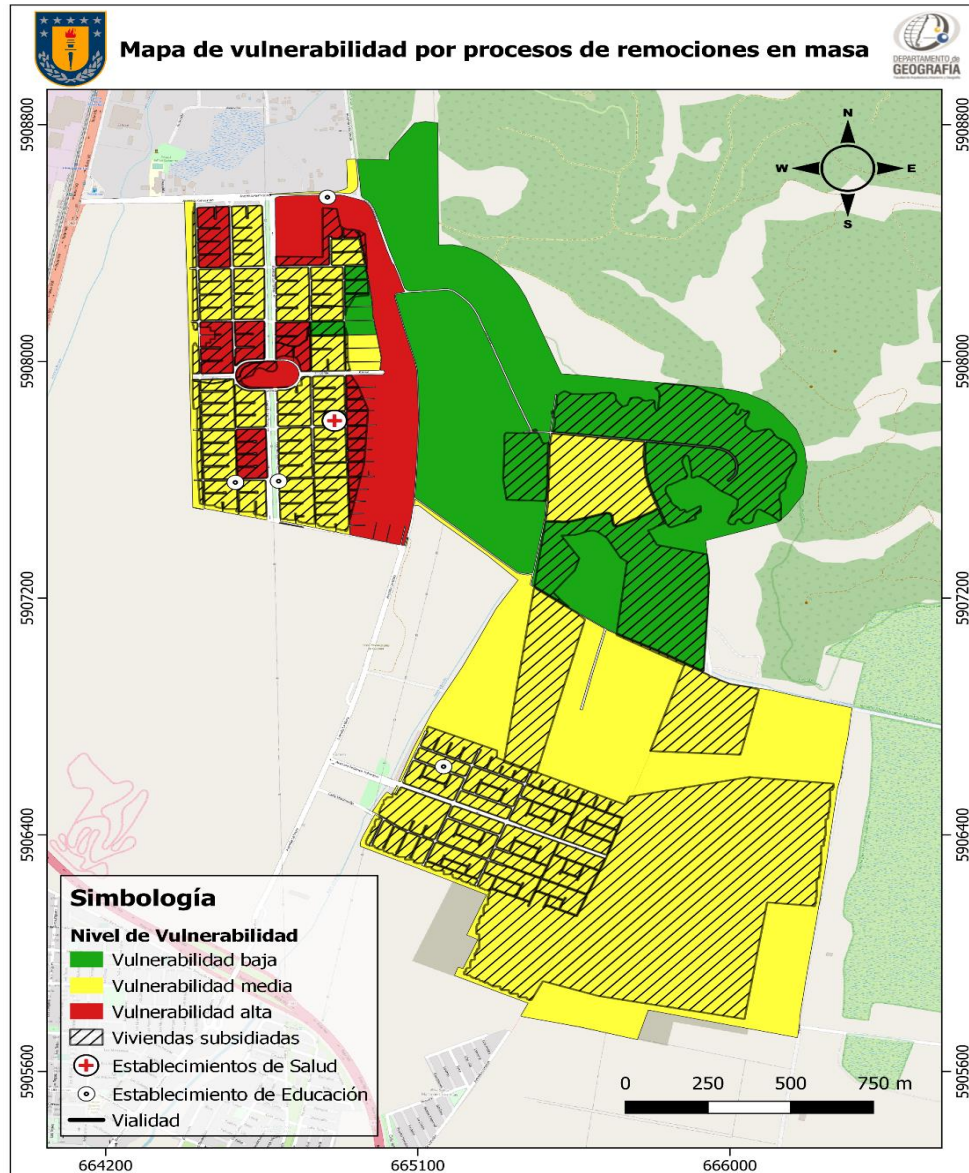 Mapa de vulnerabilidad por procesos de remociones en masa
DEPARTAMENTO de
GEOGRAFIA
5908800
5908800
N
W
E
S
5908000
5908000
5907200
5907200
5906400
5906400
5905600
5905600
Simbología
Nivel de Vulnerabilidad
Vulnerabilidad baja
Vulnerabilidad media
Vulnerabilidad alta
Viviendas subsidiadas
Establecimientos de Salud
Establecimiento de Educación
Vialidad
0 250 500 750 m
664200
665100
666000